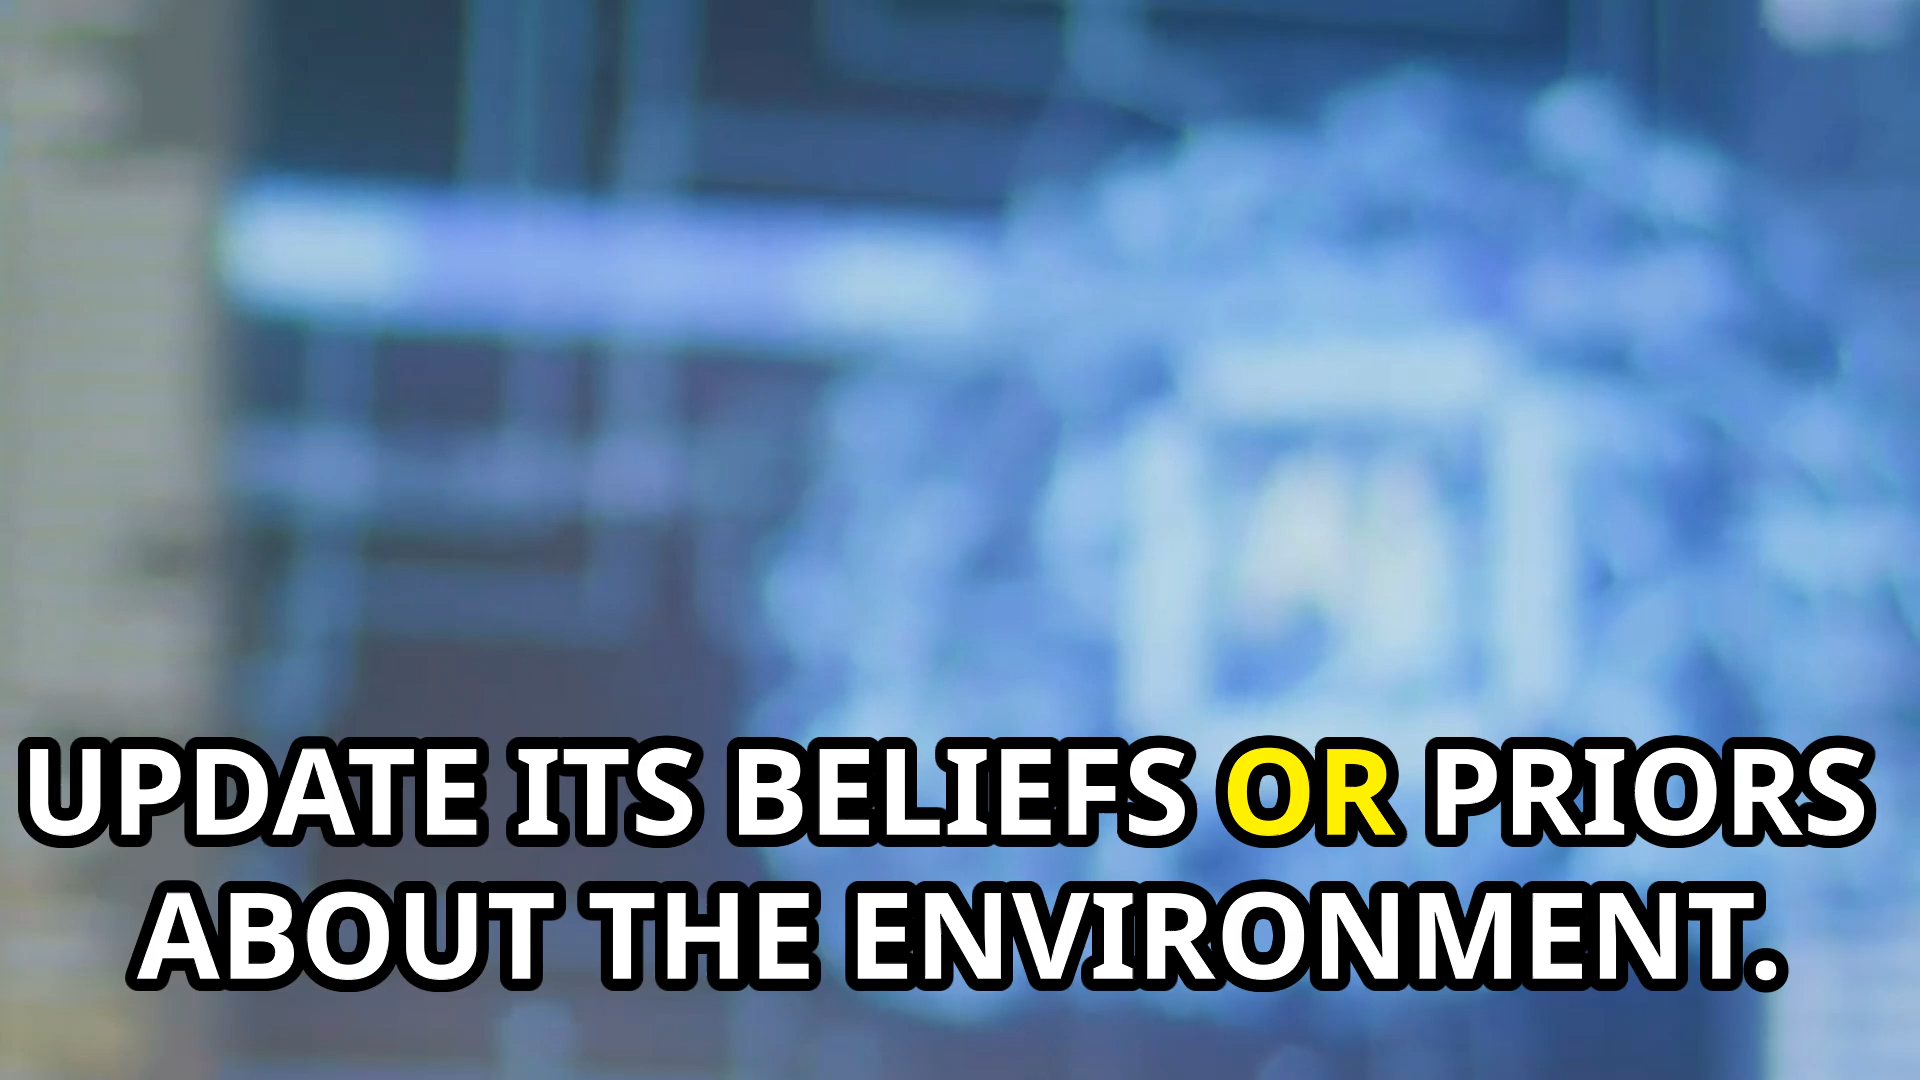 UPDATE ITS BELIEFS OR PRIORS
ABOUT THE ENVIRONMENT.